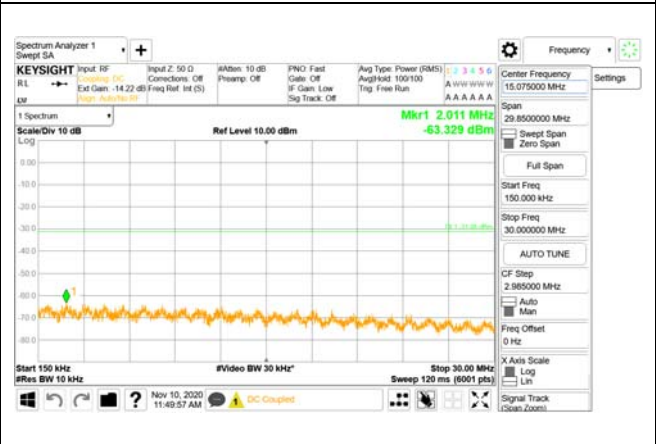 Spectrum Analyzer 1
Swept SA
+
Frequency
KEYSIGHT
RL
Input: RF
Coupling: DC
Ext Gain: -14.22 dB
Align: Auto/No RF
Input Z: 50 Ω
Corrections: Off
Freq Ref: Int (S)
#Atten: 10 dB
Preamp: Off
PNO: Fast
Gate: Off
IF Gain: Low
Sig Track: Off
Avg Type: Power (RMS)
Avg|Hold: 100/100
Trig: Free Run
1 2 3 4 5 6
A W W W W W
A A A A A A
1 Spectrum
Scale/Div 10 dB
Log
Ref Level 10.00 dBm
Mkr1 2.011 MHz
-63.329 dBm
0.00
-10.0
-20.0
-30.0
-40.0
-50.0
-60.0
-70.0
-80.0
1
Start 150 kHz
#Res BW 10 kHz
#Video BW 30 kHz*
Stop 30.00 MHz
Sweep 120 ms (6001 pts)
?
Nov 10, 2020
11:49:57 AM
1
DC Coupled
Center Frequency
15.075000 MHz
Settings
Span
29.8500000 MHz
Swept Span
Zero Span
Full Span
Start Freq
150.000 kHz
Stop Freq
30.000000 MHz
AUTO TUNE
CF Step
2.985000 MHz
Auto
Man
Freq Offset
0 Hz
X Axis Scale
Log
Lin
Signal Track
(Span Zoom)